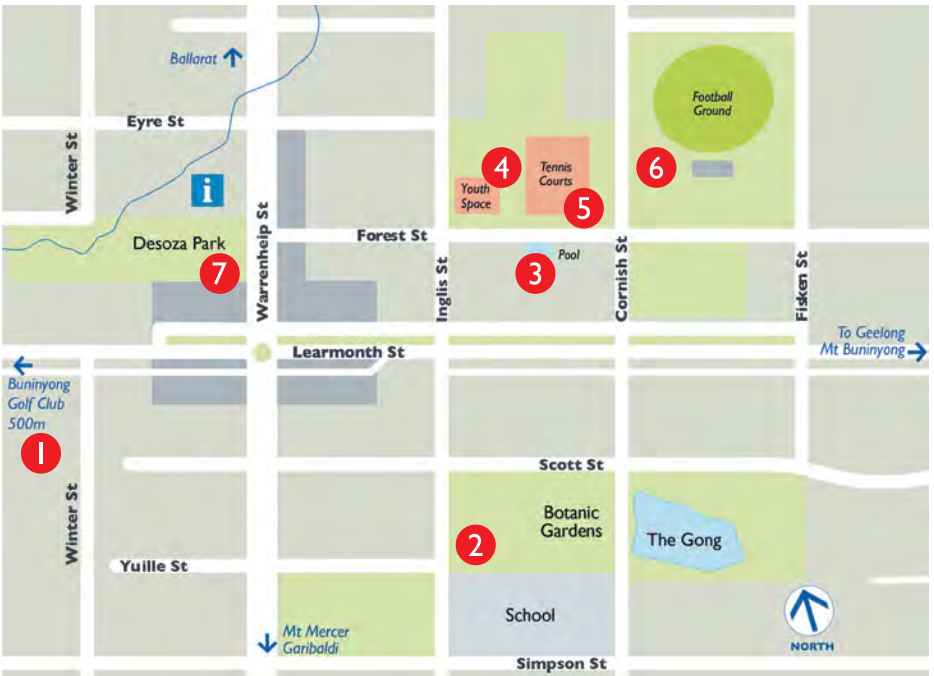 Ballarat
Eyre St
Winter St
i
Desoza Park
7
Warrenheip St
Forest St
4
Youth
Space
Tennis
Courts
5
6
Football
Ground
Pool
3
Inglis St
Cornish St
Fisken St
Learmonth St
To Geelong
Mt Buninyong
Buninyong
Golf Club
500m
1
Winter St
Scott St
Botanic
Gardens
2
The Gong
Yuille St
School
Mt Mercer
Garibaldi
Simpson St
NORTH